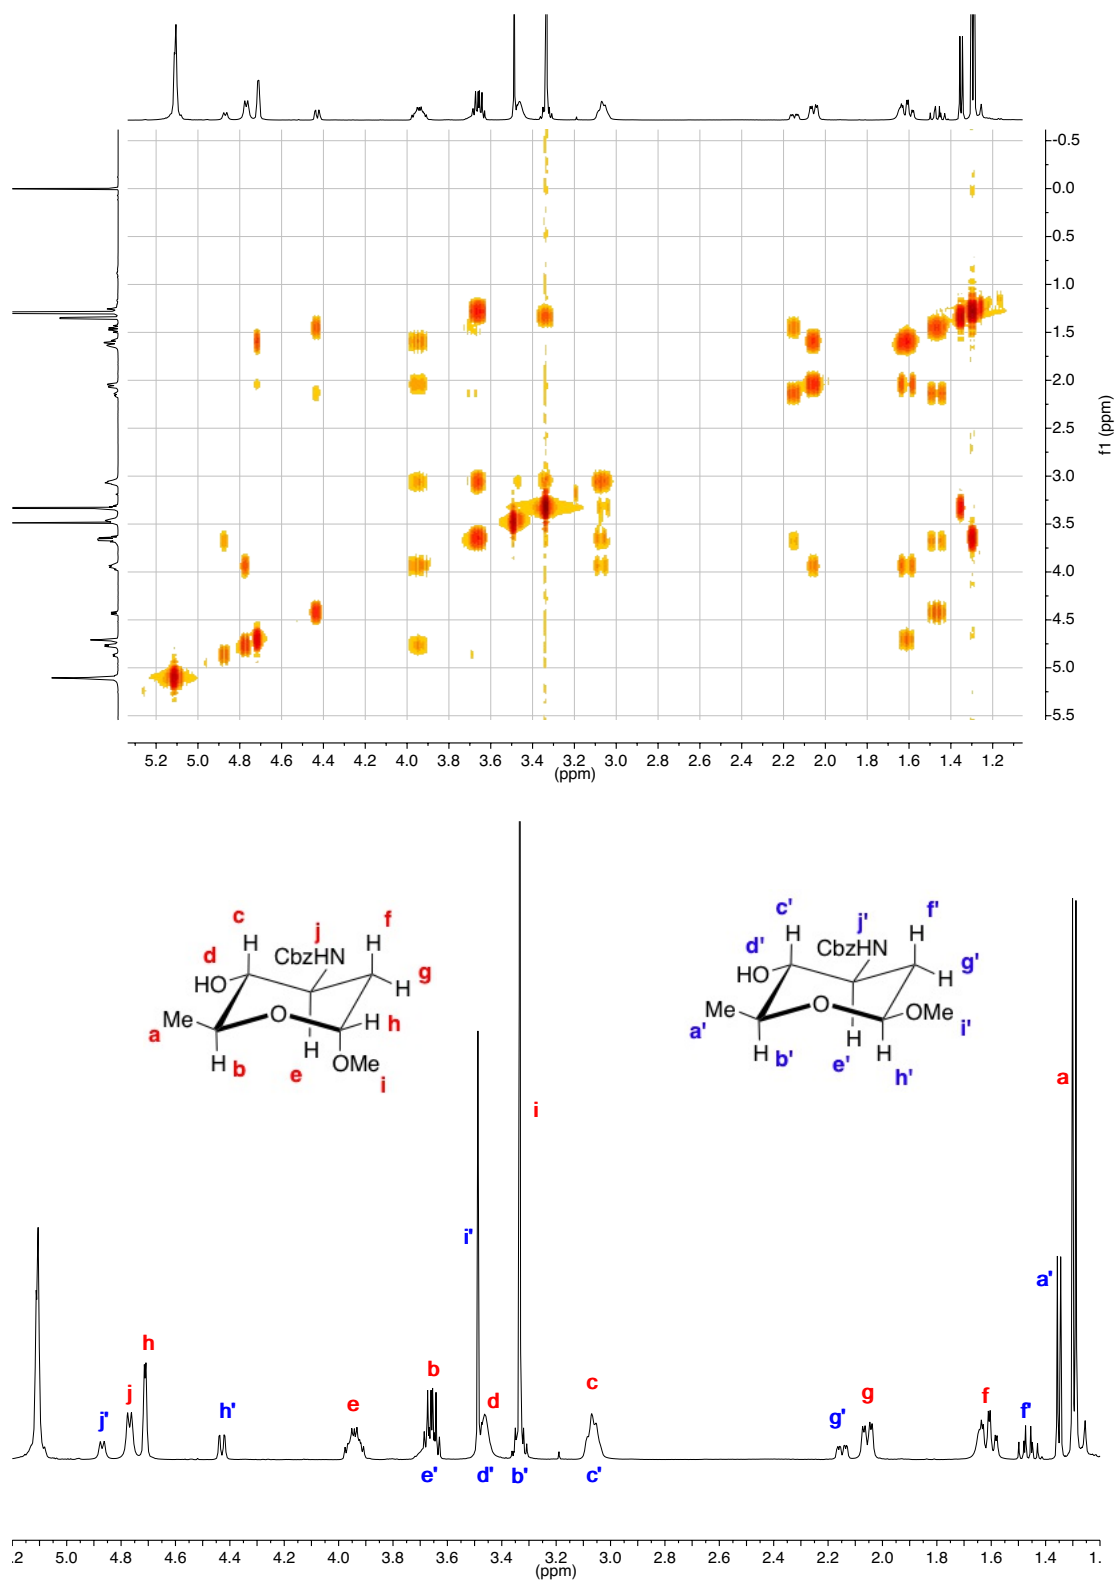 -0.5
0.0
0.5
1.0
1.5
2.0
2.5
3.0
3.5
4.0
4.5
5.0
5.5
f1 (ppm)
5.2 5.0 4.8 4.6 4.4 4.2 4.0 3.8 3.6 3.4 3.2 3.0 2.8 2.6 2.4 2.2 2.0 1.8 1.6 1.4 1.2
(ppm)
c j f
H CbzHN H
d g
HO H
Me O H h
a
H b H e OMe i
c' j' f'
H CbzHN H
d' g'
HO H
Me O OMe i'
a'
H b' H e' H h'
a
i
i'
a'
h
j
j'
h'
e
b
d
c
g'
g
f
f'
e' d' b' c'
.2 5.0 4.8 4.6 4.4 4.2 4.0 3.8 3.6 3.4 3.2 3.0 2.8 2.6 2.4 2.2 2.0 1.8 1.6 1.4 1.
(ppm)